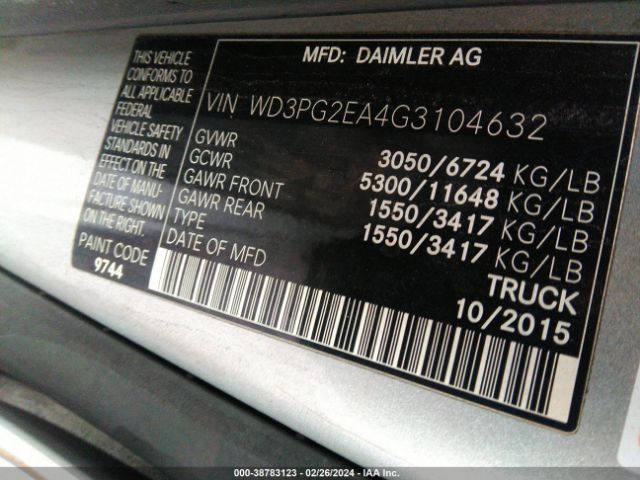 MFD: DAIMLER AG
THIS VEHICLE
CONFORMS TO
ALL APPLICABLE
FEDERAL
VEHICLE SAFETY
STANDARDS IN
EFFECT ON THE
DATE OF MANU-
FACTURE SHOWN
ON THE RIGHT.
PAINT CODE
9744
VIN WD3PG2EA4G3104632
GVWR 3050/6724 KG/LB
GCWR 5300/11648 KG/LB
GAWR FRONT 1550/3417 KG/LB
GAWR REAR 1550/3417 KG/LB
TYPE TRUCK
DATE OF MFD 10/2015
000-38783123 - 02/26/2024 - IAA Inc.